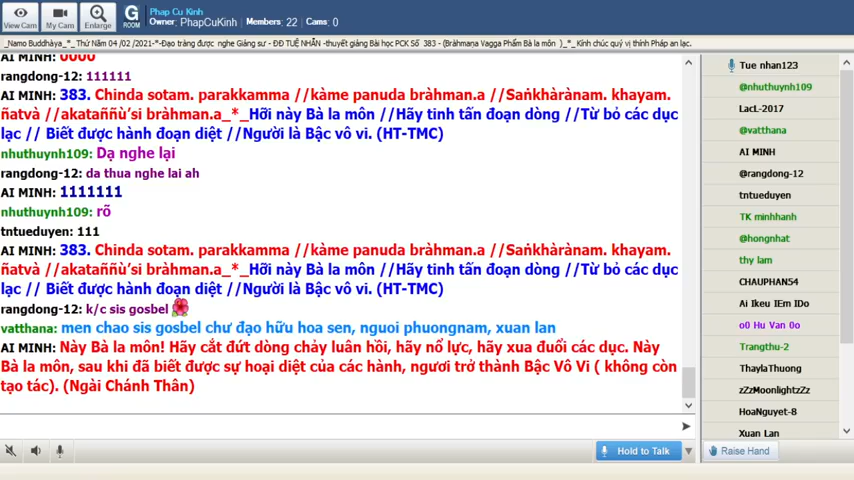 View Cam
My Cam
Enlarge
G
ROOM
Phap Cu Kinh
Owner: PhapCuKinh Members: 22 Cams: 0
_Namo Buddhàya_*_ Thứ Năm 04 /02 /2021-*-Đạo tràng được nghe Giảng sư - ĐĐ TUỆ NHÃN -thuyết giảng Bài học PCK Số 383 - (Bràhmaṇa Vagga Phẩm Bà la môn )_*_ Kính chúc quý vị thính Pháp an lạc.
AI MINH: 0000
rangdong-12: 111111
AI MINH: 383. Chinda sotam. parakkamma //kàme panuda bràhman.a //Saṅkhàrànam. khayam.
ñatvà //akataññù’si bràhman.a_*_Hỡi này Bà la môn //Hãy tinh tấn đoạn dòng //Từ bỏ các dục
lạc // Biết được hành đoạn diệt //Người là Bậc vô vi. (HT-TMC)
nhuthuynh109: Dạ nghe lại
rangdong-12: da thua nghe lai ah
AI MINH: 1111111
nhuthuynh109: rõ
tntueduyen: 111
AI MINH: 383. Chinda sotam. parakkamma //kàme panuda bràhman.a //Saṅkhàrànam. khayam.
ñatvà //akataññù’si bràhman.a_*_Hỡi này Bà la môn //Hãy tinh tấn đoạn dòng //Từ bỏ các dục
lạc // Biết được hành đoạn diệt //Người là Bậc vô vi. (HT-TMC)
rangdong-12: k/c sis gosbel
vatthana: men chao sis gosbel chư đạo hữu hoa sen, nguoi phuongnam, xuan lan
AI MINH: Này Bà la môn! Hãy cắt đứt dòng chảy luân hồi, hãy nổ lực, hãy xua đuổi các dục. Này
Bà la môn, sau khi đã biết được sự hoại diệt của các hành, ngươi trở thành Bậc Vô Vi ( không còn
tạo tác). (Ngài Chánh Thân)
Hold to Talk
Tue nhan123
@nhuthuynh109
LacL-2017
@vatthana
AI MINH
@rangdong-12
tntueduyen
TK minhhanh
@hongnhat
thy lam
CHAUPHAN54
Ai Ikeu IEm IDo
o0 Hu Van 0o
Trangthu-2
ThaylaThuong
zZzMoonlightzZz
HoaNguyet-8
Xuan Lan
Raise Hand